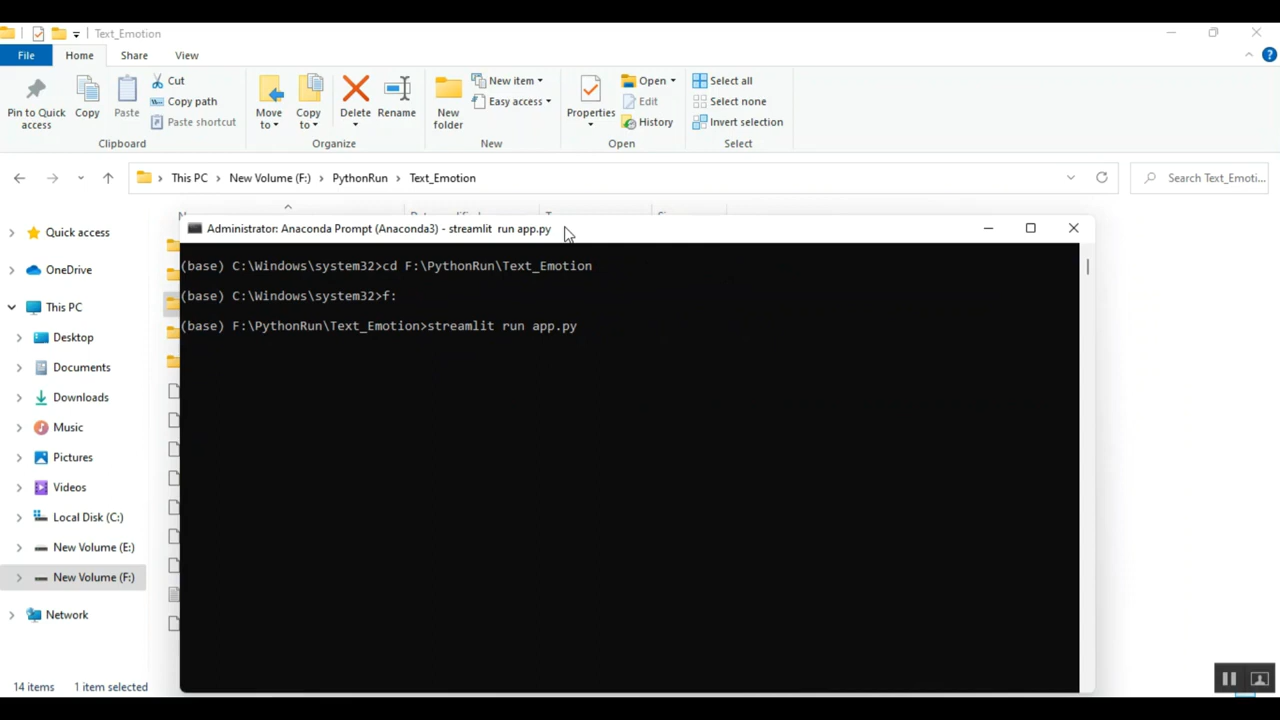 Text_Emotion
File Home Share View
Pin to Quick access
Copy
Paste
Cut
Copy path
Paste shortcut
Clipboard
Move to
Copy to
Delete
Rename
Organize
New folder
New item
Easy access
New
Properties
Open
Edit
History
Open
Select all
Select none
Invert selection
Select
This PC › New Volume (F:) › PythonRun › Text_Emotion
Search Text_Emoti...
Quick access
OneDrive
This PC
Desktop
Documents
Downloads
Music
Pictures
Videos
Local Disk (C:)
New Volume (E:)
New Volume (F:)
Network
Administrator: Anaconda Prompt (Anaconda3) - streamlit run app.py
(base) C:\Windows\system32>cd F:\PythonRun\Text_Emotion
(base) C:\Windows\system32>f:
(base) F:\PythonRun\Text_Emotion>streamlit run app.py
14 items 1 item selected